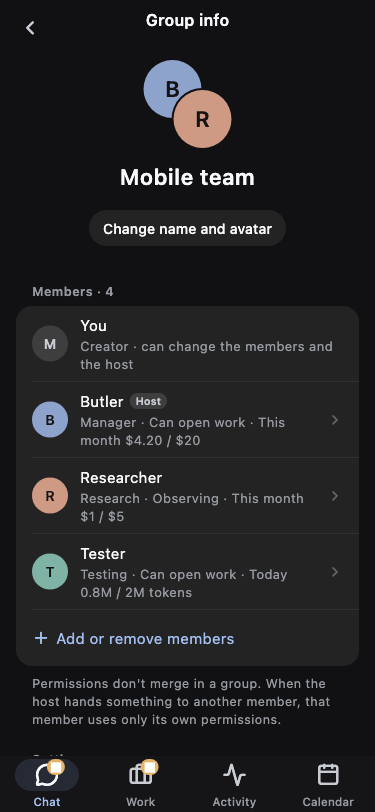 Group info
B
R
Mobile team
Change name and avatar
Members · 4
M
You
Creator · can change the members and
the host
B
Butler Host
Manager · Can open work · This
month $4.20 / $20
R
Researcher
Research · Observing · This month
$1 / $5
T
Tester
Testing · Can open work · Today
0.8M / 2M tokens
+ Add or remove members
Permissions don't merge in a group. When the
host hands something to another member, that
member uses only its own permissions.
Chat
Work
Activity
Calendar